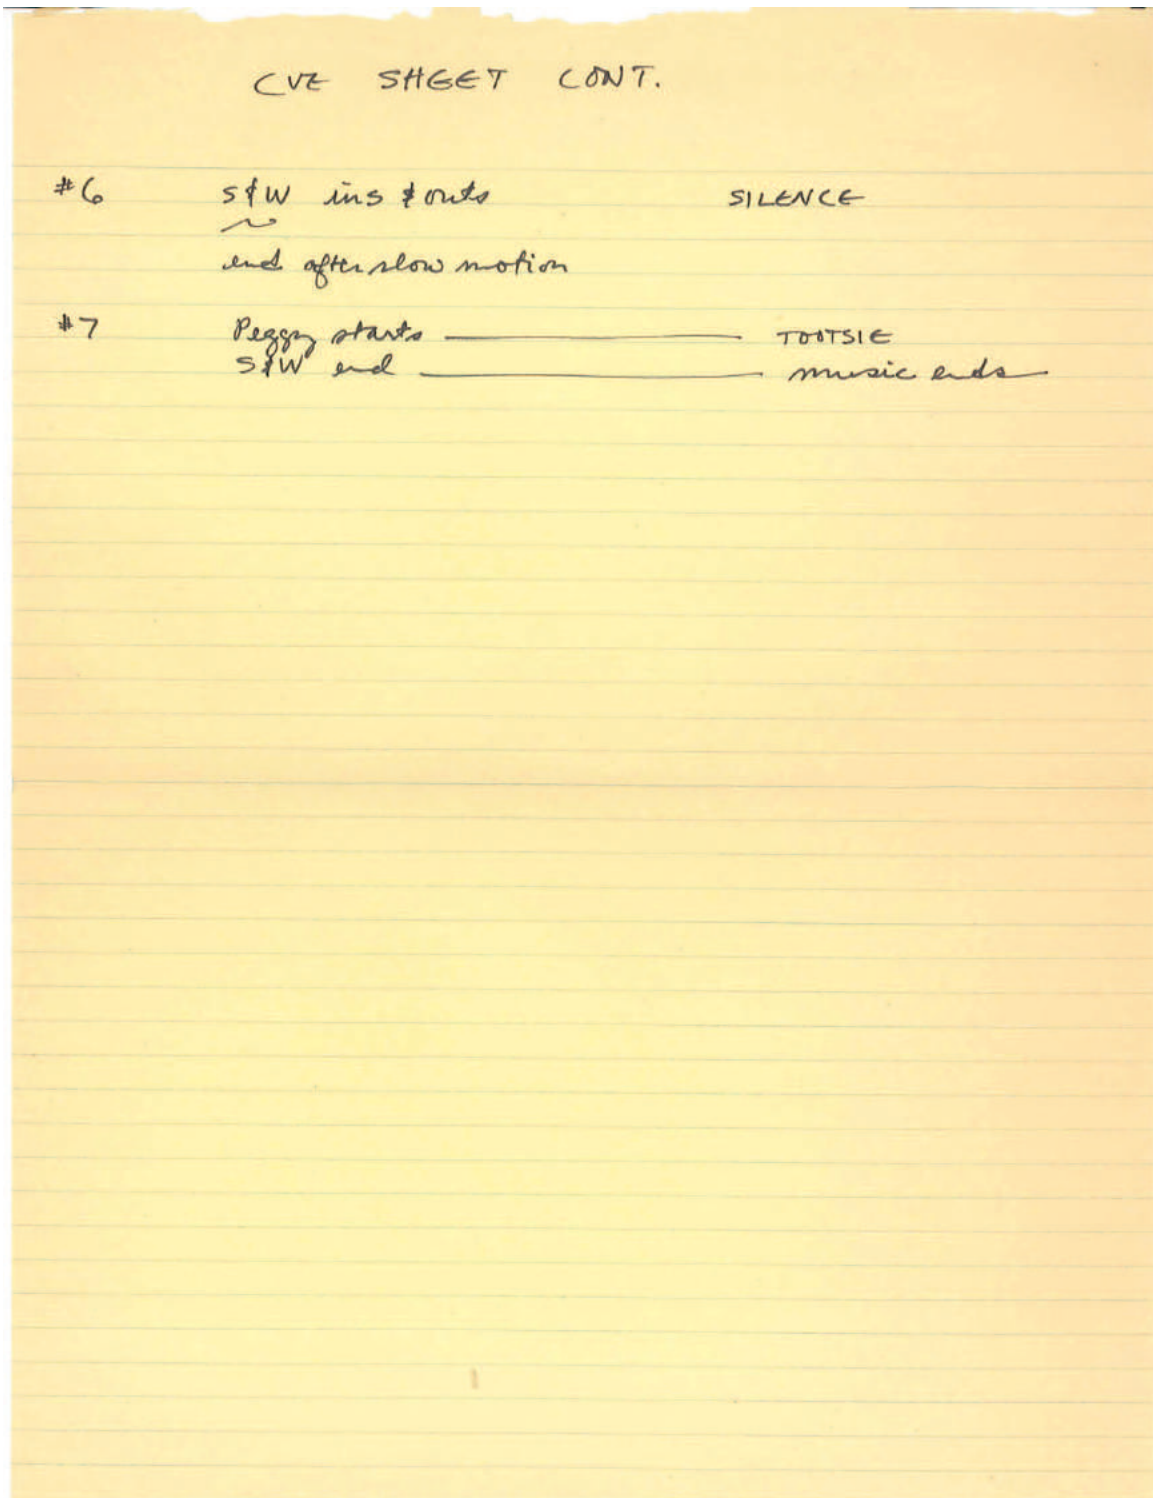 CUE SHEET CONT.
#6 S&W ins & outs SILENCE
end after slow motion
#7 Peggy starts TOOTSIE
S&W end music ends